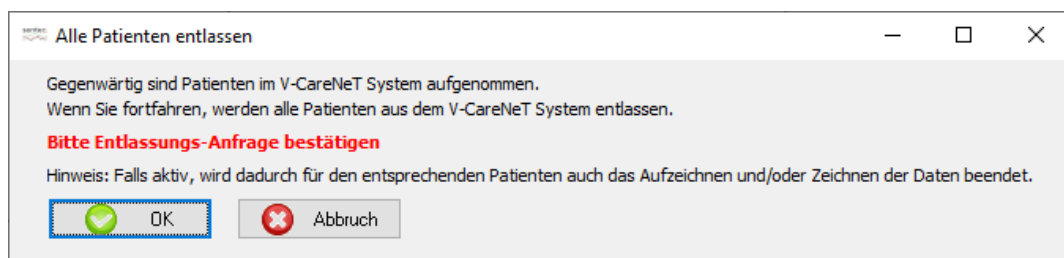 sentec
Alle Patienten entlassen
Gegenwärtig sind Patienten im V-CareNeT System aufgenommen.
Wenn Sie fortfahren, werden alle Patienten aus dem V-CareNeT System entlassen.
Bitte Entlassungs-Anfrage bestätigen
Hinweis: Falls aktiv, wird dadurch für den entsprechenden Patienten auch das Aufzeichnen und/oder Zeichnen der Daten beendet.
OK
Abbruch